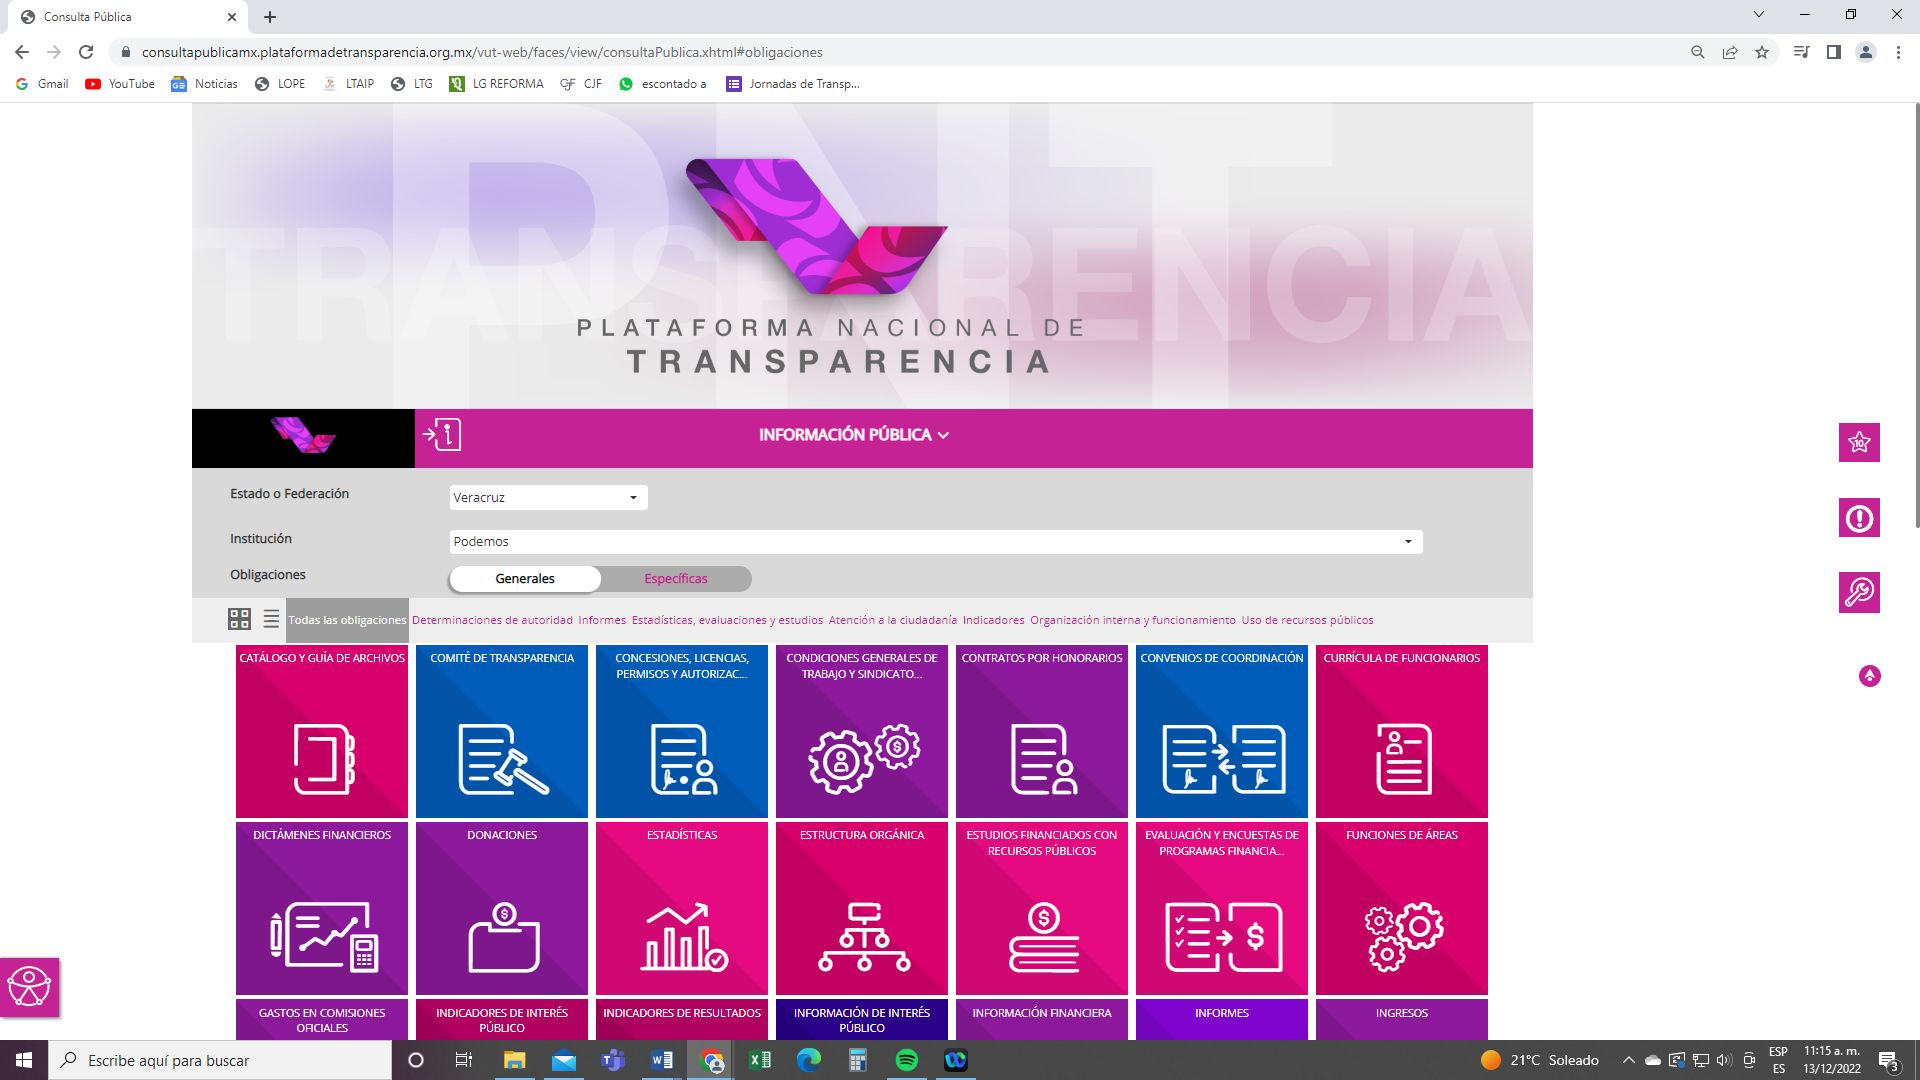 Consulta Pública
consultapublicamx.plataformadetransparencia.org.mx/vut-web/faces/view/consultaPublica.xhtml#obligaciones
Gmail YouTube Noticias LOPE LTAIP LTG LG REFORMA CJF escontado a Jornadas de Transp...
PNT
TRANSPARENCIA
PLATAFORMA NACIONAL DE
TRANSPARENCIA
INFORMACIÓN PÚBLICA
10
Estado o Federación
Veracruz
Institución
Podemos
Obligaciones
Generales Específicas
Todas las obligaciones Determinaciones de autoridad Informes Estadísticas, evaluaciones y estudios Atención a la ciudadanía Indicadores Organización interna y funcionamiento Uso de recursos públicos
CATÁLOGO Y GUÍA DE ARCHIVOS
COMITÉ DE TRANSPARENCIA
CONCESIONES, LICENCIAS,
PERMISOS Y AUTORIZAC...
CONDICIONES GENERALES DE
TRABAJO Y SINDICATO...
CONTRATOS POR HONORARIOS
CONVENIOS DE COORDINACIÓN
CURRÍCULA DE FUNCIONARIOS
DICTÁMENES FINANCIEROS
DONACIONES
ESTADÍSTICAS
ESTRUCTURA ORGÁNICA
ESTUDIOS FINANCIADOS CON
RECURSOS PÚBLICOS
EVALUACIÓN Y ENCUESTAS DE
PROGRAMAS FINANCIA...
FUNCIONES DE ÁREAS
GASTOS EN COMISIONES
OFICIALES
INDICADORES DE INTERÉS
PÚBLICO
INDICADORES DE RESULTADOS
INFORMACIÓN DE INTERÉS
PÚBLICO
INFORMACIÓN FINANCIERA
INFORMES
INGRESOS
Escribe aquí para buscar
21°C Soleado
ESP
ES
11:15 a. m.
13/12/2022
3